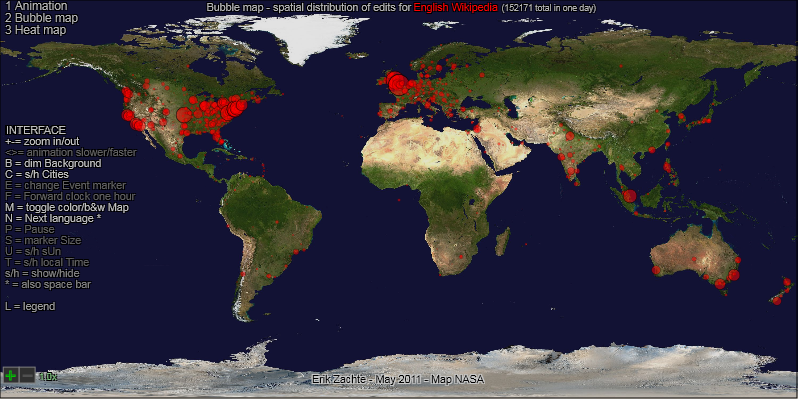 1 Animation
2 Bubble map
3 Heat map
Bubble map - spatial distribution of edits for English Wikipedia (152171 total in one day)
INTERFACE
+-= zoom in/out
<>= animation slower/faster
B = dim Background
C = s/h Cities
E = change Event marker
F = Forward clock one hour
M = toggle color/b&w Map
N = Next language *
P = Pause
S = marker Size
U = s/h sUn
T = s/h local Time
s/h = show/hide
* = also space bar
L = legend
+ - 1.0x
Erik Zachte - May 2011 - Map NASA